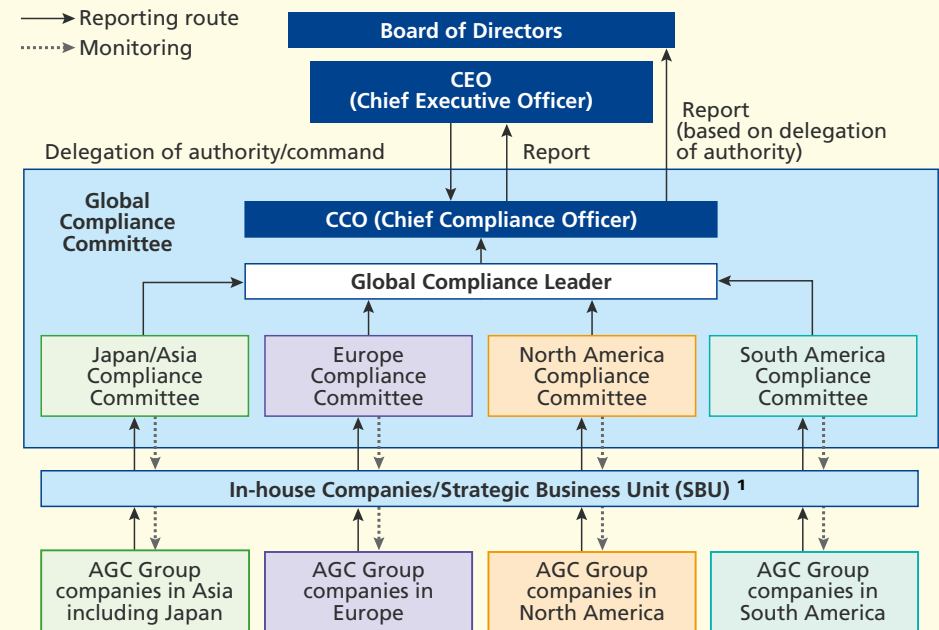 Reporting route
Monitoring
Board of Directors
CEO
(Chief Executive Officer)
Report
(based on delegation
of authority)
Delegation of authority/command
Report
Global
Compliance
Committee
CCO (Chief Compliance Officer)
Global Compliance Leader
Japan/Asia
Compliance
Committee
Europe
Compliance
Committee
North America
Compliance
Committee
South America
Compliance
Committee
In-house Companies/Strategic Business Unit (SBU) 1
AGC Group
companies in Asia
including Japan
AGC Group
companies in
Europe
AGC Group
companies in
North America
AGC Group
companies in
South America